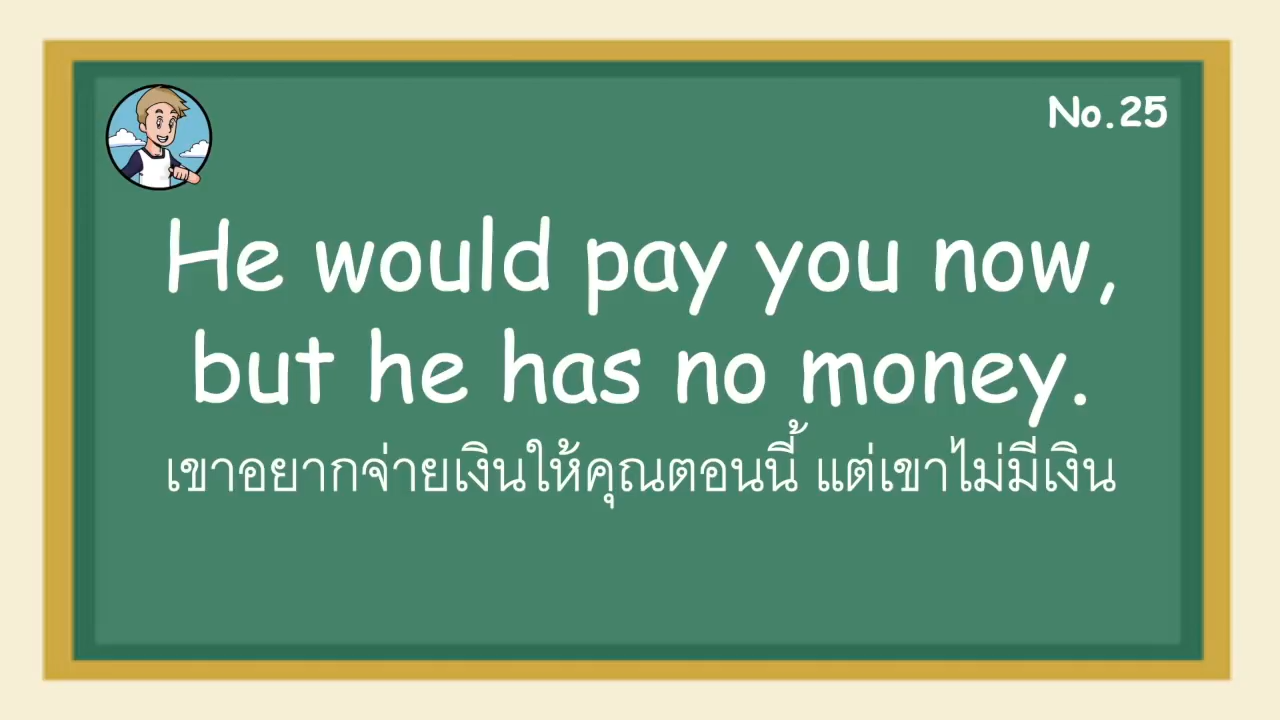 No.25
He would pay you now,
but he has no money.
เขาอยากจ่ายเงินให้คุณตอนนี้ แต่เขาไม่มีเงิน